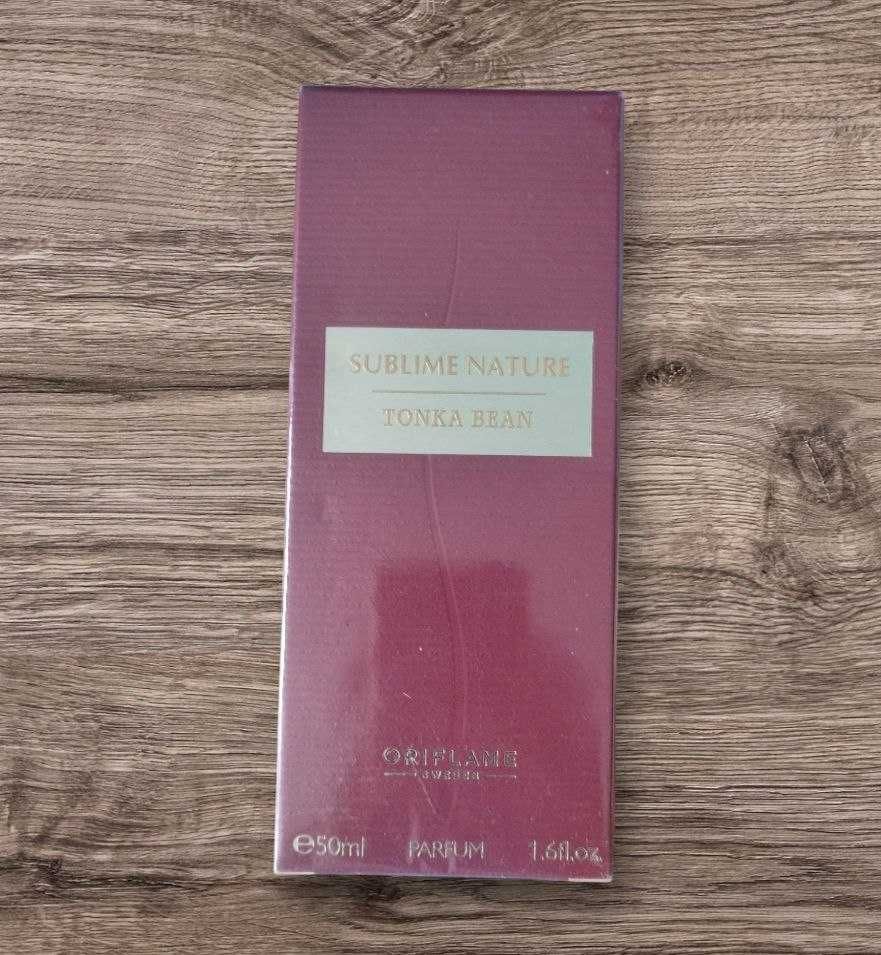 SUBLIME NATURE
TONKA BEAN
ORIFLAME
SWEDEN
℮50ml PARFUM 1.6fl.oz.